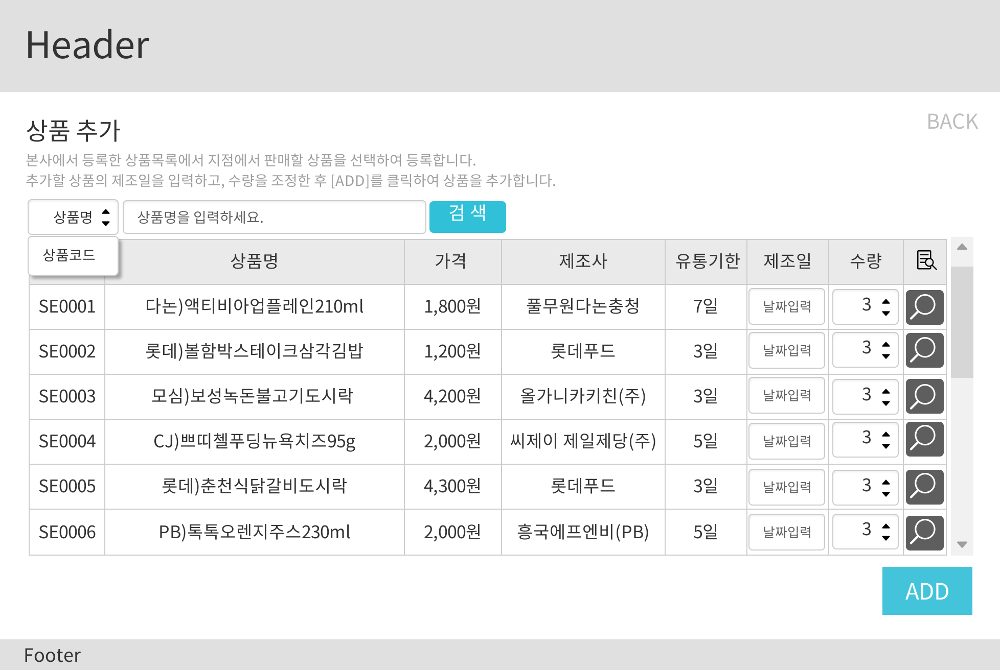 Header
상품 추가
BACK
본사에서 등록한 상품목록에서 지점에서 판매할 상품을 선택하여 등록합니다.
추가할 상품의 제조일을 입력하고, 수량을 조정한 후 [ADD]를 클릭하여 상품을 추가합니다.
상품명 상품명을 입력하세요. 검 색
상품코드 상품명 가격 제조사 유통기한 제조일 수량
SE0001 다논)액티비아업플레인210ml 1,800원 풀무원다논충청 7일 날짜입력 3
SE0002 롯데)볼함박스테이크삼각김밥 1,200원 롯데푸드 3일 날짜입력 3
SE0003 모심)보성녹돈불고기도시락 4,200원 올가니카키친(주) 3일 날짜입력 3
SE0004 CJ)쁘띠첼푸딩뉴욕치즈95g 2,000원 씨제이 제일제당(주) 5일 날짜입력 3
SE0005 롯데)춘천식닭갈비도시락 4,300원 롯데푸드 3일 날짜입력 3
SE0006 PB)톡톡오렌지주스230ml 2,000원 흥국에프엔비(PB) 5일 날짜입력 3
ADD
Footer